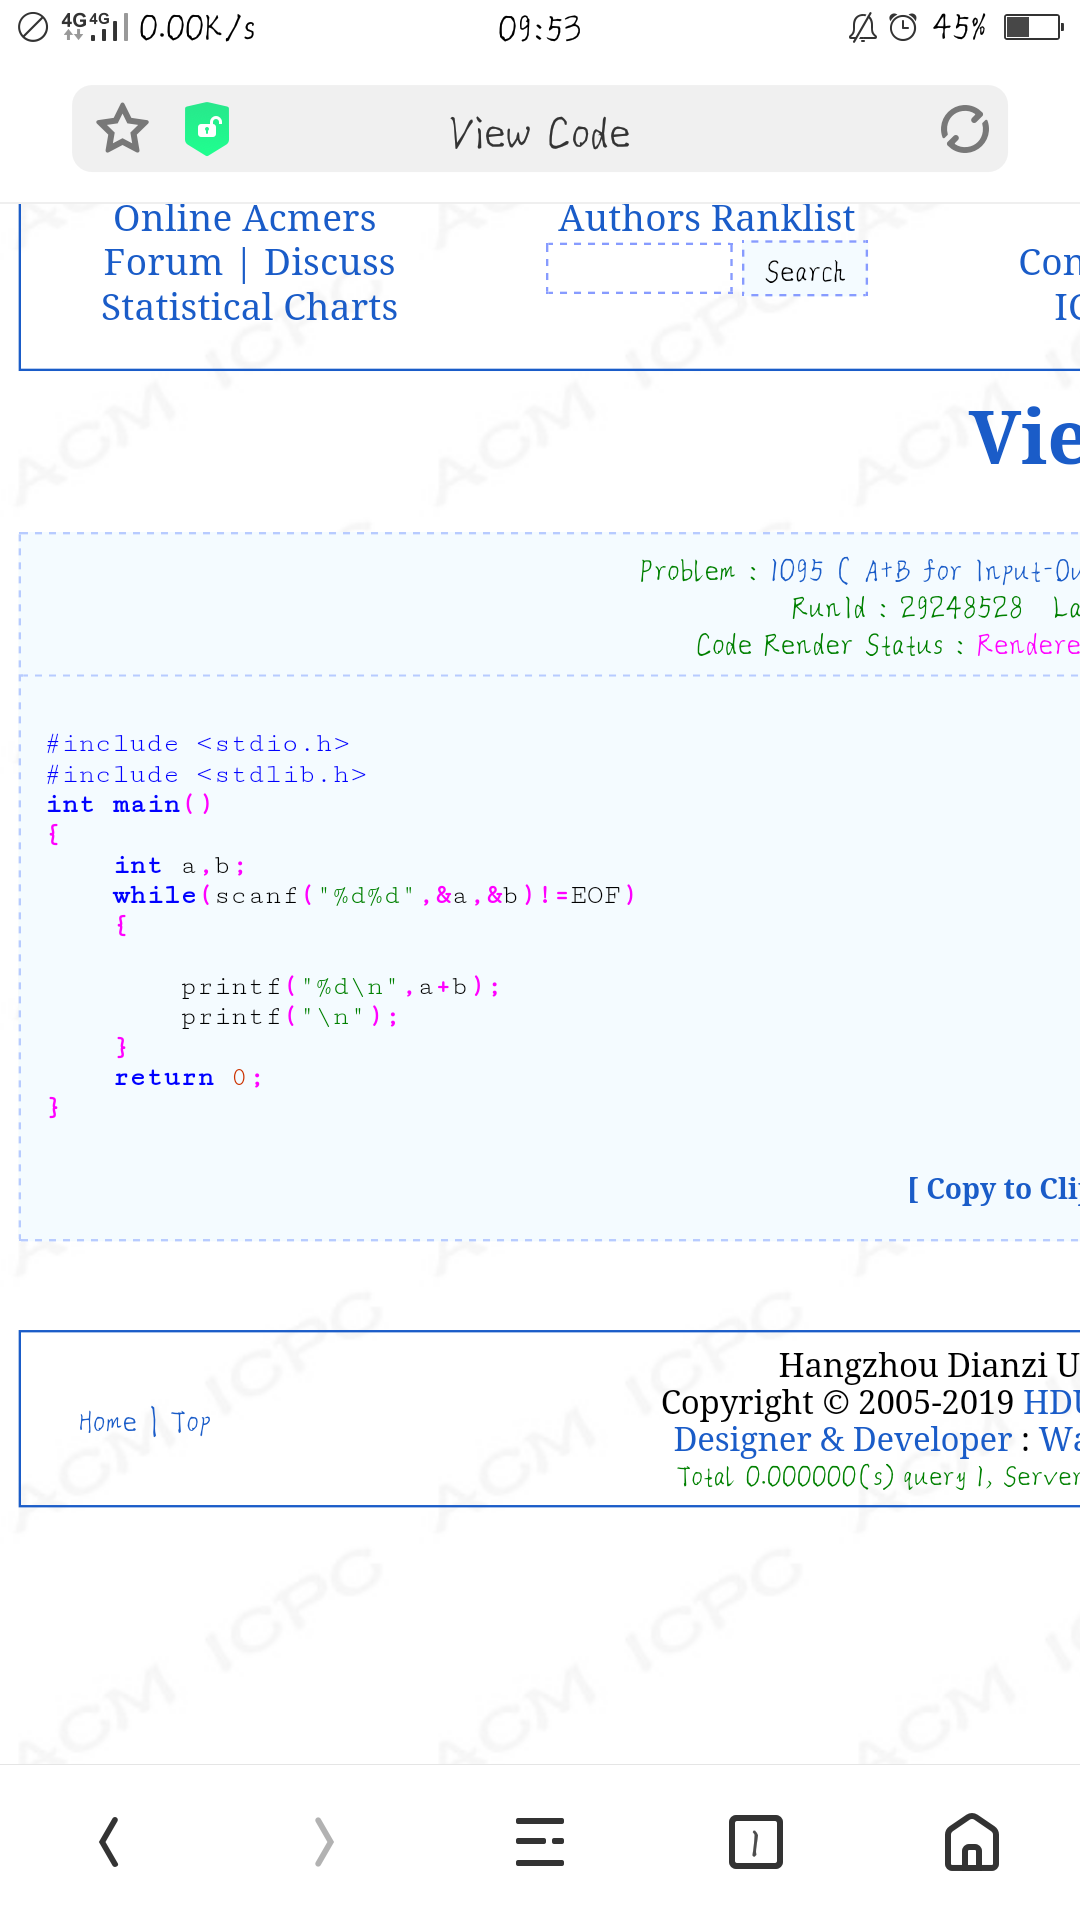 4G 4G 0.00K/s 09:53 45%
View Code
Online Acmers Authors Ranklist
Forum | Discuss Search Con
Statistical Charts IC
Vie
Problem : 1095 ( A+B for Input-Ou
RunId : 29248528 La
Code Render Status : Rendere
#include <stdio.h>
#include <stdlib.h>
int main()
{
int a,b;
while(scanf("%d%d",&a,&b)!=EOF)
{
printf("%d\n",a+b);
printf("\n");
}
return 0;
}
[ Copy to Cli
Hangzhou Dianzi U
Copyright © 2005-2019 HDU
Home | Top
Designer & Developer : Wa
Total 0.000000(s) query 1, Server
1
ACM ICPC